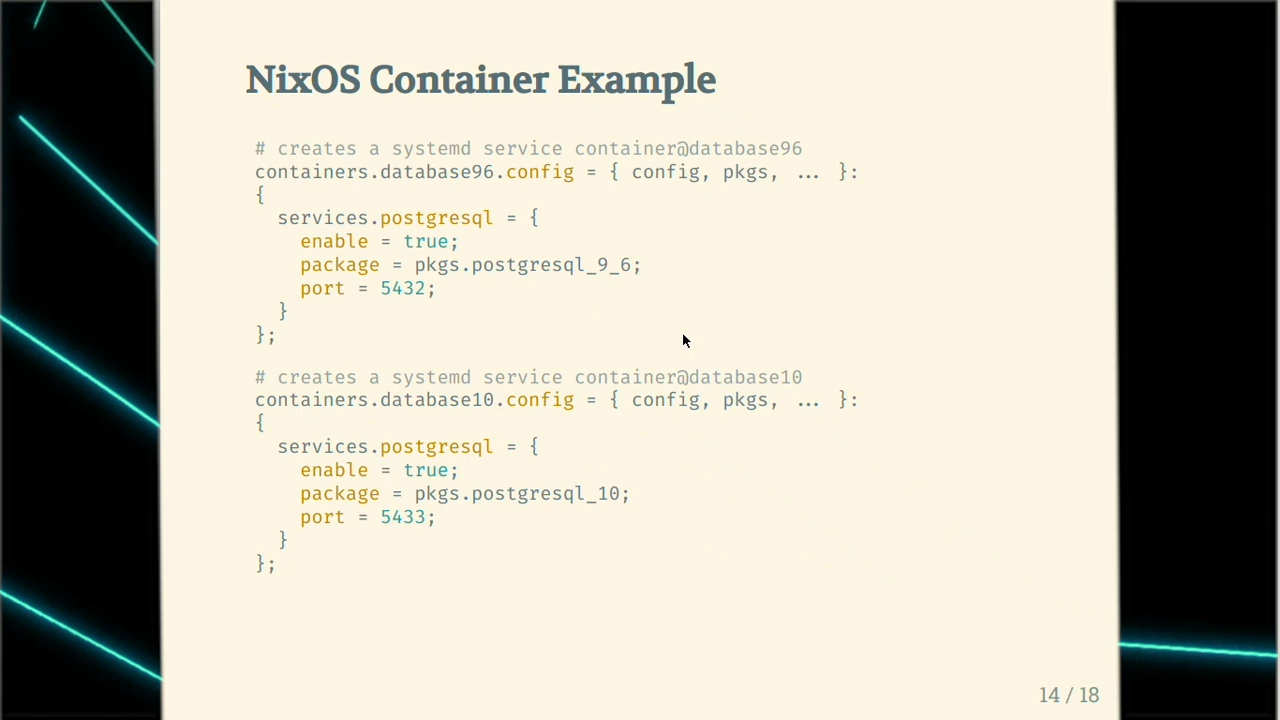 NixOS Container Example
# creates a systemd service container@database96
containers.database96.config = { config, pkgs, ... }:
{
  services.postgresql = {
    enable = true;
    package = pkgs.postgresql_9_6;
    port = 5432;
  }
};
# creates a systemd service container@database10
containers.database10.config = { config, pkgs, ... }:
{
  services.postgresql = {
    enable = true;
    package = pkgs.postgresql_10;
    port = 5433;
  }
};
14 / 18